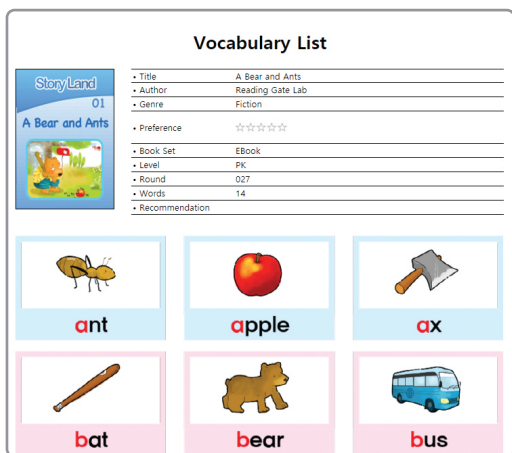 Vocabulary List
Story Land
01
A Bear and Ants
• Title A Bear and Ants
• Author Reading Gate Lab
• Genre Fiction
• Preference ☆☆☆☆☆
• Book Set EBook
• Level PK
• Round 027
• Words 14
• Recommendation
ant apple ax
bat bear bus